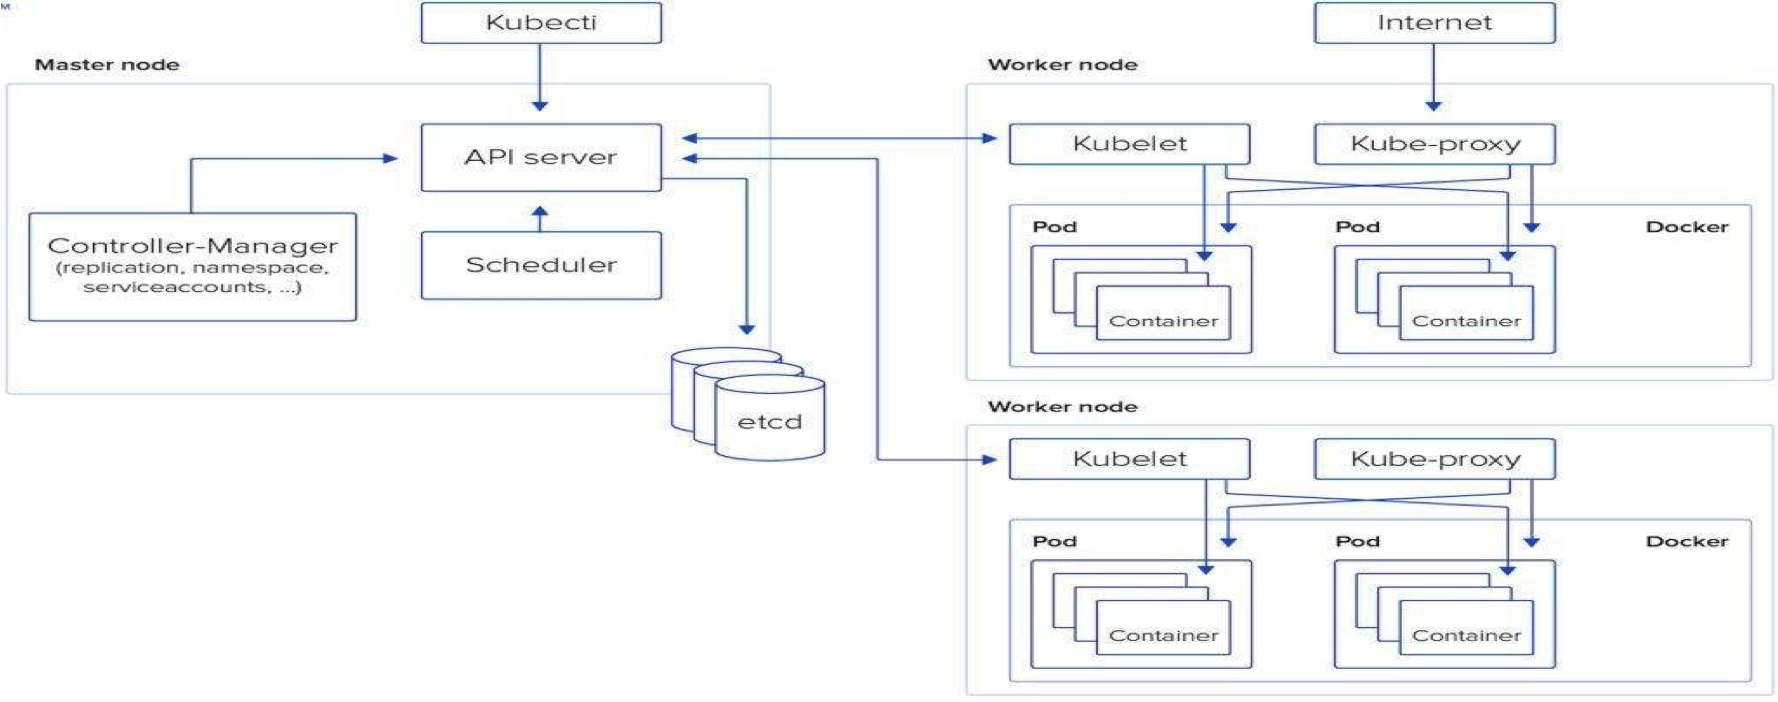 M
Kubecti
Internet
Master node
Worker node
API server
Kubelet
Kube-proxy
Controller-Manager
(replication, namespace,
serviceaccounts, ...)
Scheduler
Pod
Pod
Docker
Container
Container
etcd
Worker node
Kubelet
Kube-proxy
Pod
Pod
Docker
Container
Container